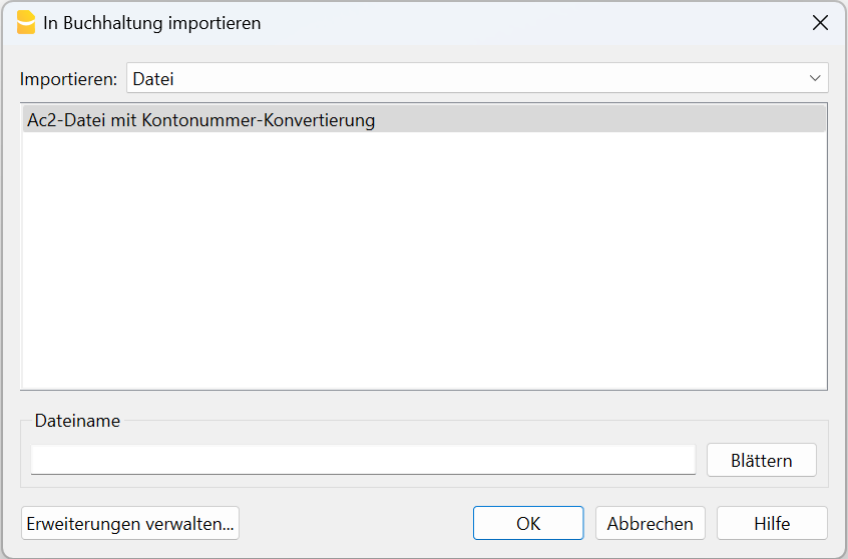 In Buchhaltung importieren
Importieren: Datei
Ac2-Datei mit Kontonummer-Konvertierung
Dateiname
Blättern
Erweiterungen verwalten... OK Abbrechen Hilfe